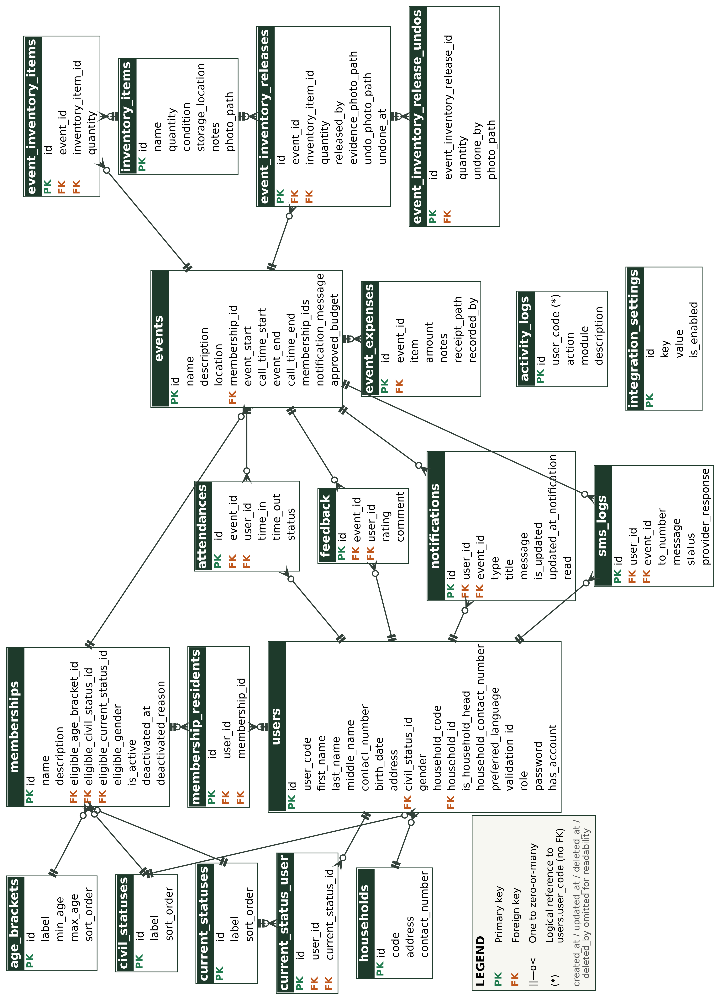 age_brackets
PK id
label
min_age
max_age
sort_order
civil_statuses
PK id
label
sort_order
current_statuses
PK id
label
sort_order
current_status_user
PK id
FK user_id
FK current_status_id
households
PK id
code
address
contact_number
LEGEND
PK Primary key
FK Foreign key
||—o< One to zero-or-many
(*) Logical reference to
users.user_code (no FK)
created_at / updated_at / deleted_at /
deleted_by omitted for readability
memberships
PK id
name
description
FK eligible_age_bracket_id
FK eligible_civil_status_id
FK eligible_current_status_id
eligible_gender
is_active
deactivated_at
deactivated_reason
membership_residents
PK id
FK user_id
FK membership_id
users
PK id
user_code
first_name
last_name
middle_name
contact_number
birth_date
address
FK civil_status_id
gender
household_code
FK household_id
is_household_head
household_contact_number
preferred_language
validation_id
role
password
has_account
attendances
PK id
FK event_id
FK user_id
time_in
time_out
status
feedback
PK id
FK event_id
FK user_id
rating
comment
notifications
PK id
FK user_id
FK event_id
type
title
message
is_updated
updated_at_notification
read
sms_logs
PK id
FK user_id
FK event_id
to_number
message
status
provider_response
events
PK id
name
description
location
FK membership_id
event_start
call_time_start
event_end
call_time_end
membership_ids
notification_message
approved_budget
event_expenses
PK id
FK event_id
item
amount
notes
receipt_path
recorded_by
activity_logs
PK id
user_code (*)
action
module
description
integration_settings
PK id
key
value
is_enabled
event_inventory_items
PK id
FK event_id
FK inventory_item_id
quantity
inventory_items
PK id
name
quantity
condition
storage_location
notes
photo_path
event_inventory_releases
PK id
FK event_id
FK inventory_item_id
quantity
released_by
evidence_photo_path
undo_photo_path
undone_at
event_inventory_release_undos
PK id
FK event_inventory_release_id
quantity
undone_by
photo_path